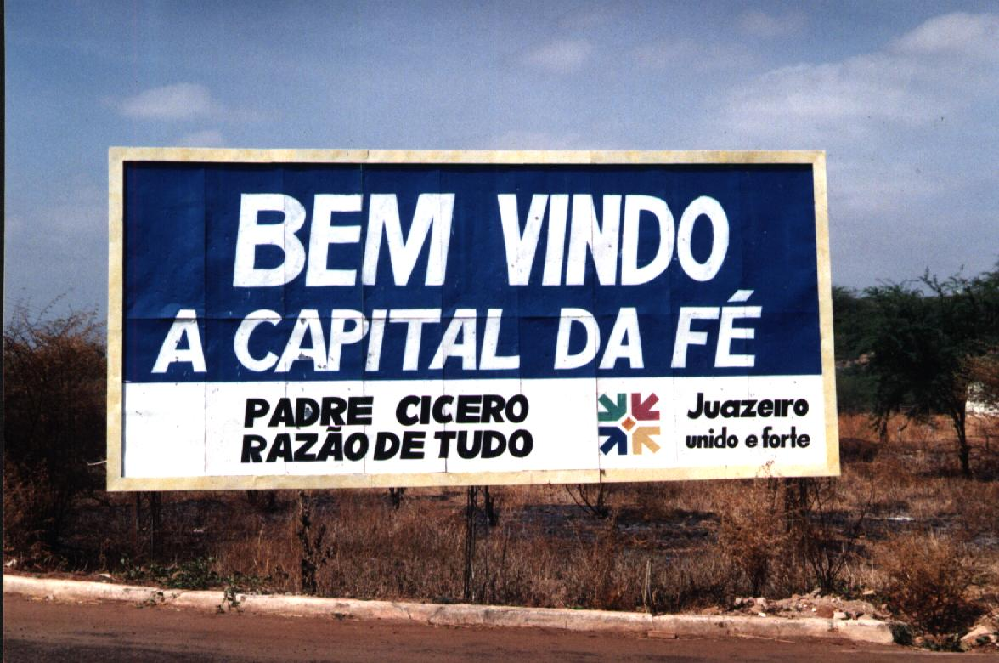 BEM VINDO
A CAPITAL DA FÉ
PADRE CICERO
RAZÃO DE TUDO
Juazeiro
unido e forte